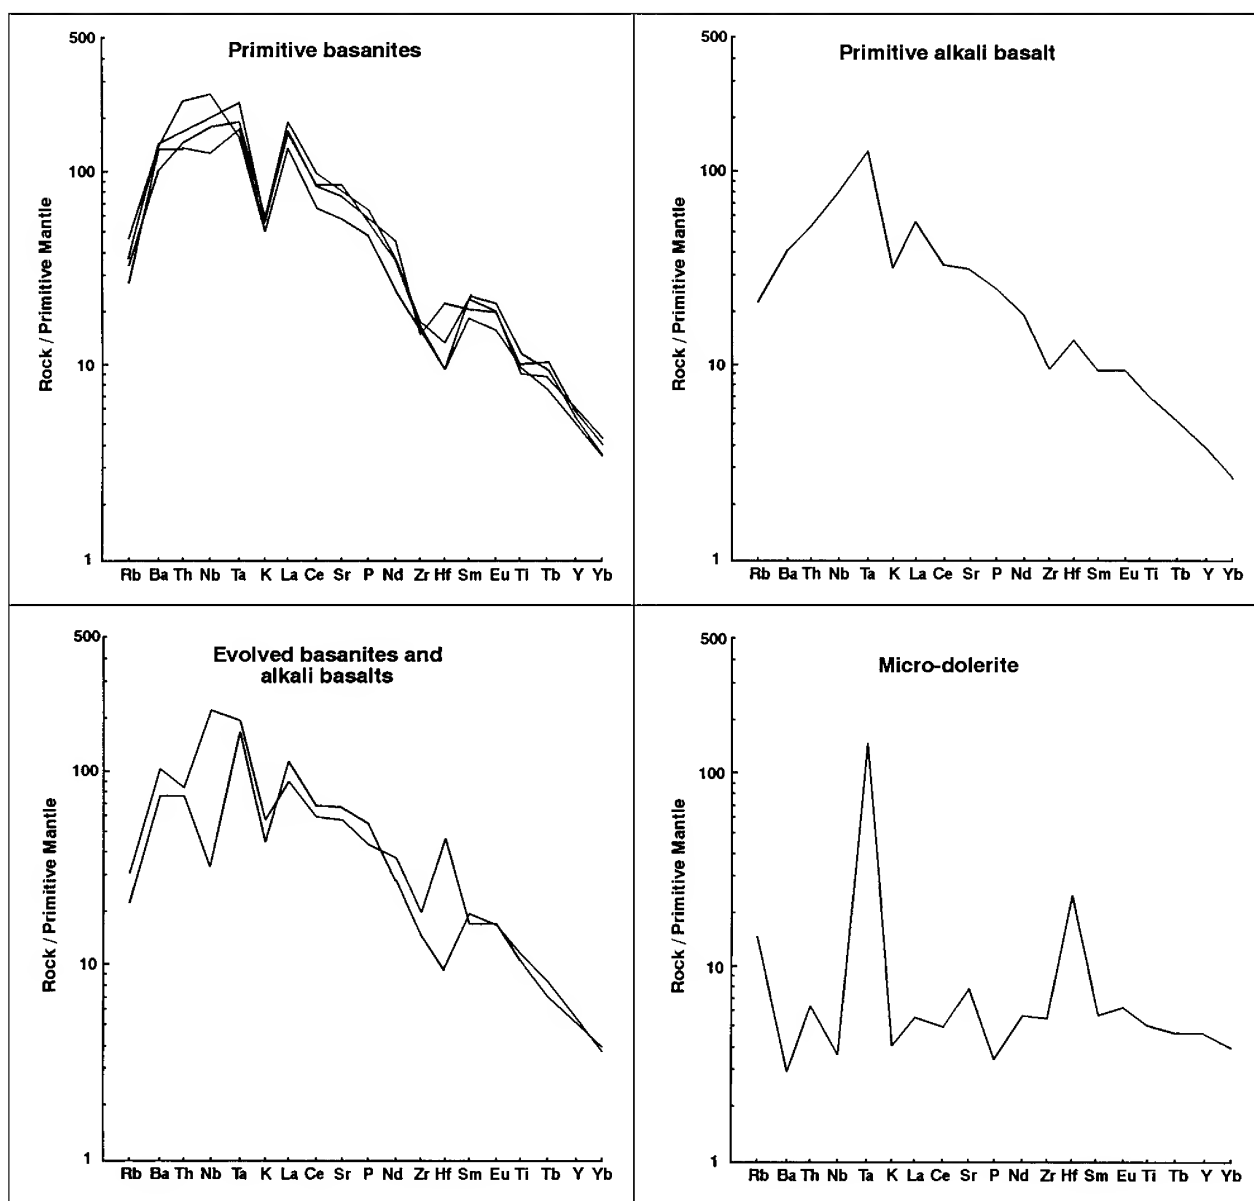 Primitive basanites
500
100
10
1
Rock / Primitive Mantle
Rb Ba Th Nb Ta K La Ce Sr P Nd Zr Hf Sm Eu Ti Tb Y Yb
Primitive alkali basalt
500
100
10
1
Rock / Primitive Mantle
Rb Ba Th Nb Ta K La Ce Sr P Nd Zr Hf Sm Eu Ti Tb Y Yb
Evolved basanites and
alkali basalts
500
100
10
1
Rock / Primitive Mantle
Rb Ba Th Nb Ta K La Ce Sr P Nd Zr Hf Sm Eu Ti Tb Y Yb
Micro-dolerite
500
100
10
1
Rock / Primitive Mantle
Rb Ba Th Nb Ta K La Ce Sr P Nd Zr Hf Sm Eu Ti Tb Y Yb